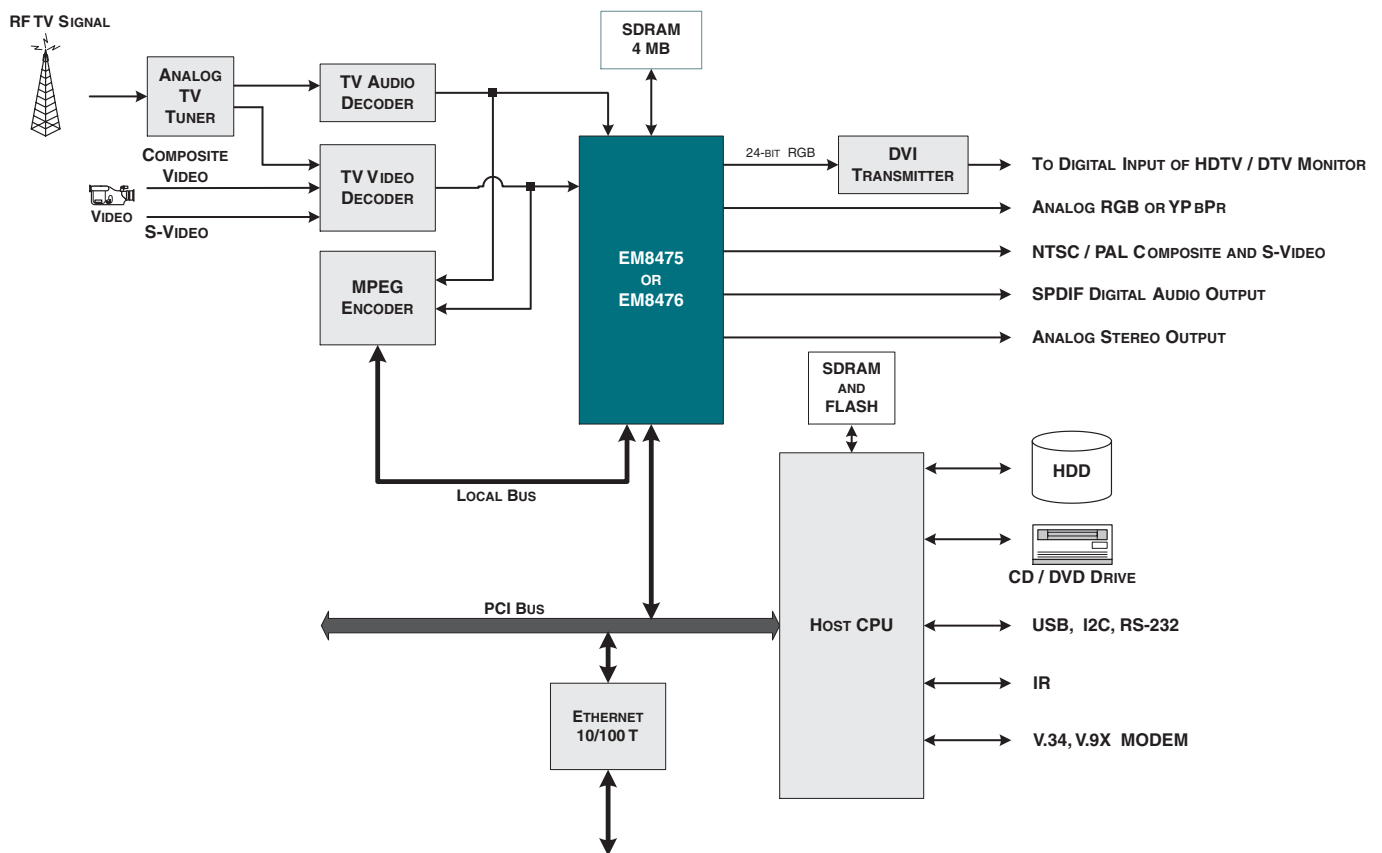 RF TV SIGNAL
SDRAM
4 MB
ANALOG
TV
TUNER
TV AUDIO
DECODER
COMPOSITE
VIDEO
TV VIDEO
DECODER
VIDEO
S-VIDEO
MPEG
ENCODER
EM8475
OR
EM8476
24-BIT RGB
DVI
TRANSMITTER
TO DIGITAL INPUT OF HDTV / DTV MONITOR
ANALOG RGB OR YPBPR
NTSC / PAL COMPOSITE AND S-VIDEO
SPDIF DIGITAL AUDIO OUTPUT
ANALOG STEREO OUTPUT
SDRAM
AND
FLASH
HDD
LOCAL BUS
CD / DVD DRIVE
PCI BUS
HOST CPU
USB, I2C, RS-232
IR
ETHERNET
10/100 T
V.34, V.9X MODEM